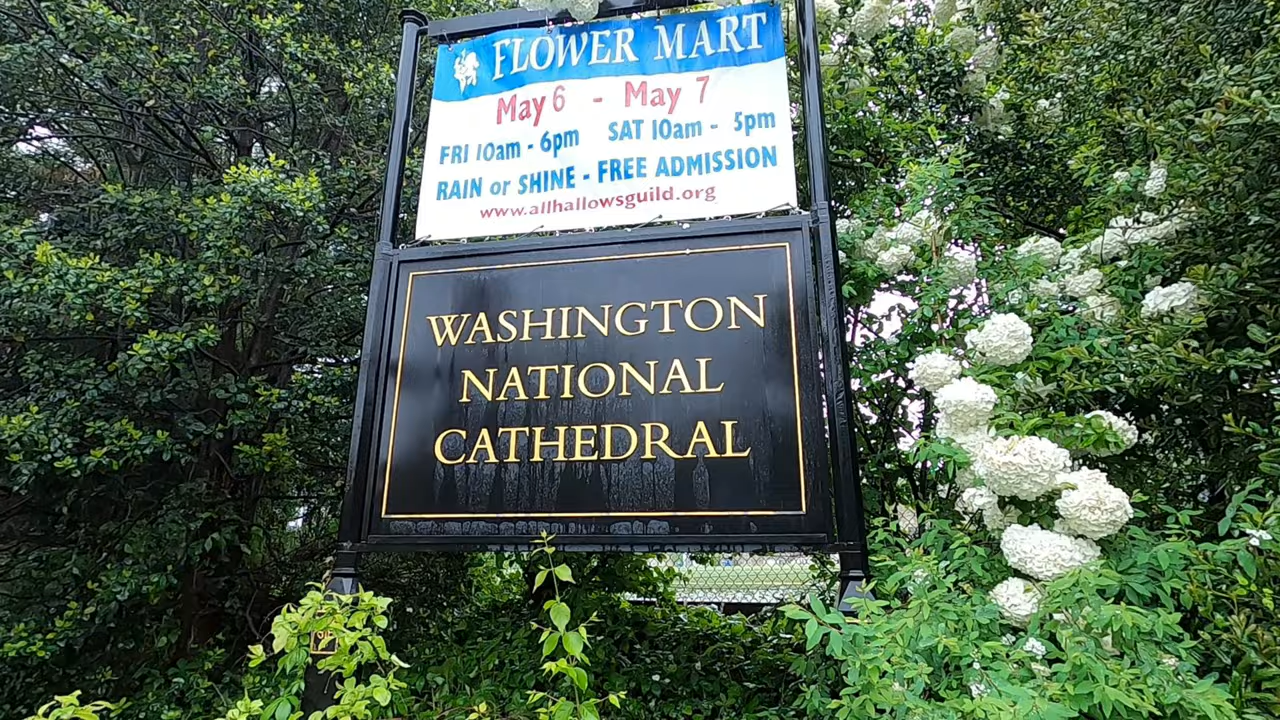 FLOWER MART
May 6 - May 7
FRI 10am - 6pm SAT 10am - 5pm
RAIN or SHINE - FREE ADMISSION
www.allhallowsguild.org
WASHINGTON
NATIONAL
CATHEDRAL